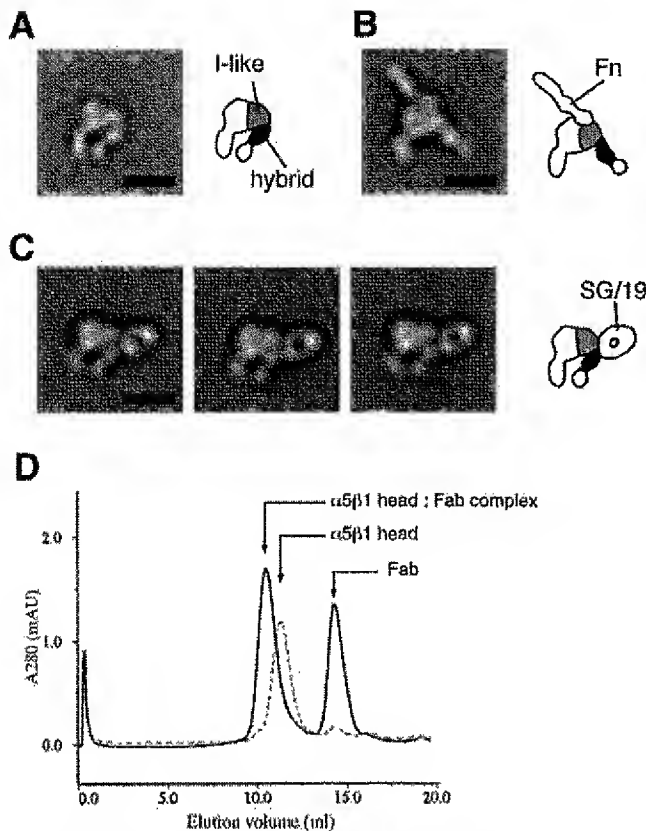 A
B
I-like
hybrid
Fn
C
SG/19
D
α5β1 head : Fab complex
α5β1 head
Fab
A280 (mAU)
2.0
1.0
0.0
0.0
5.0
10.0
15.0
20.0
Elution volume (ml)